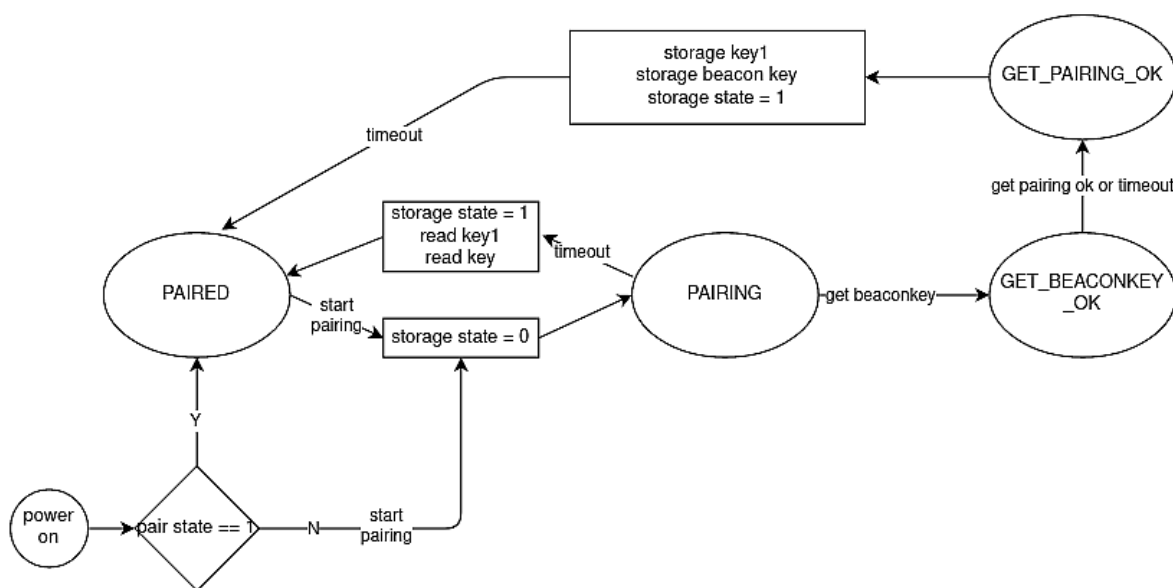 storage key1
storage beacon key
storage state = 1
GET_PAIRING_OK
timeout
get pairing ok or timeout
storage state = 1
read key1
read key
timeout
PAIRED
start
pairing
storage state = 0
PAIRING
get beaconkey
GET_BEACONKEY
_OK
Y
power
on
pair state == 1
N
start
pairing